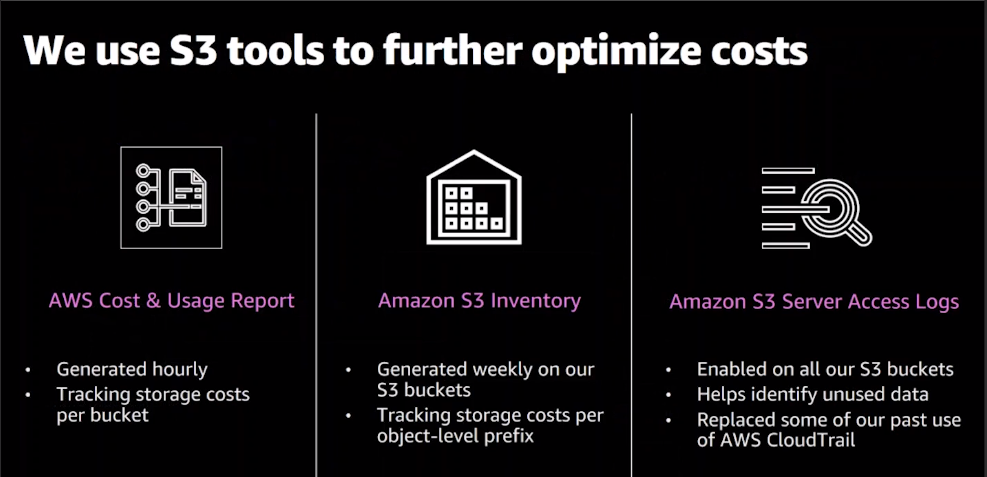 We use S3 tools to further optimize costs
AWS Cost & Usage Report
• Generated hourly
• Tracking storage costs
per bucket
Amazon S3 Inventory
• Generated weekly on our
S3 buckets
• Tracking storage costs per
object-level prefix
Amazon S3 Server Access Logs
• Enabled on all our S3 buckets
• Helps identify unused data
• Replaced some of our past use
of AWS CloudTrail